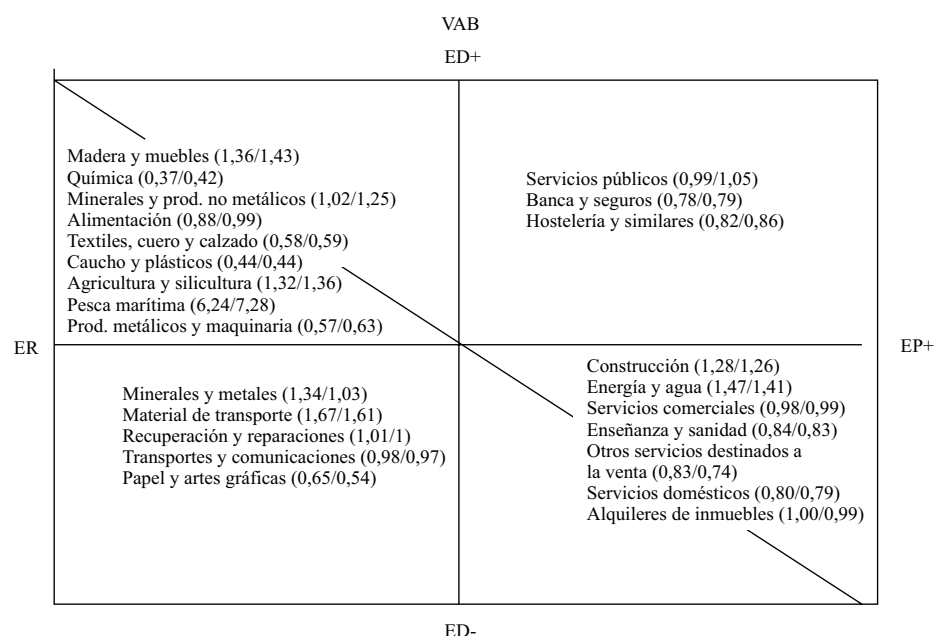 VAB
ED+
Madera y muebles (1,36/1,43)
Química (0,37/0,42)
Minerales y prod. no metálicos (1,02/1,25)
Alimentación (0,88/0,99)
Textiles, cuero y calzado (0,58/0,59)
Caucho y plásticos (0,44/0,44)
Agricultura y silicultura (1,32/1,36)
Pesca marítima (6,24/7,28)
Prod. metálicos y maquinaria (0,57/0,63)
Servicios públicos (0,99/1,05)
Banca y seguros (0,78/0,79)
Hostelería y similares (0,82/0,86)
ER
EP+
Minerales y metales (1,34/1,03)
Material de transporte (1,67/1,61)
Recuperación y reparaciones (1,01/1)
Transportes y comunicaciones (0,98/0,97)
Papel y artes gráficas (0,65/0,54)
Construcción (1,28/1,26)
Energía y agua (1,47/1,41)
Servicios comerciales (0,98/0,99)
Enseñanza y sanidad (0,84/0,83)
Otros servicios destinados a
la venta (0,83/0,74)
Servicios domésticos (0,80/0,79)
Alquileres de inmuebles (1,00/0,99)
ED-